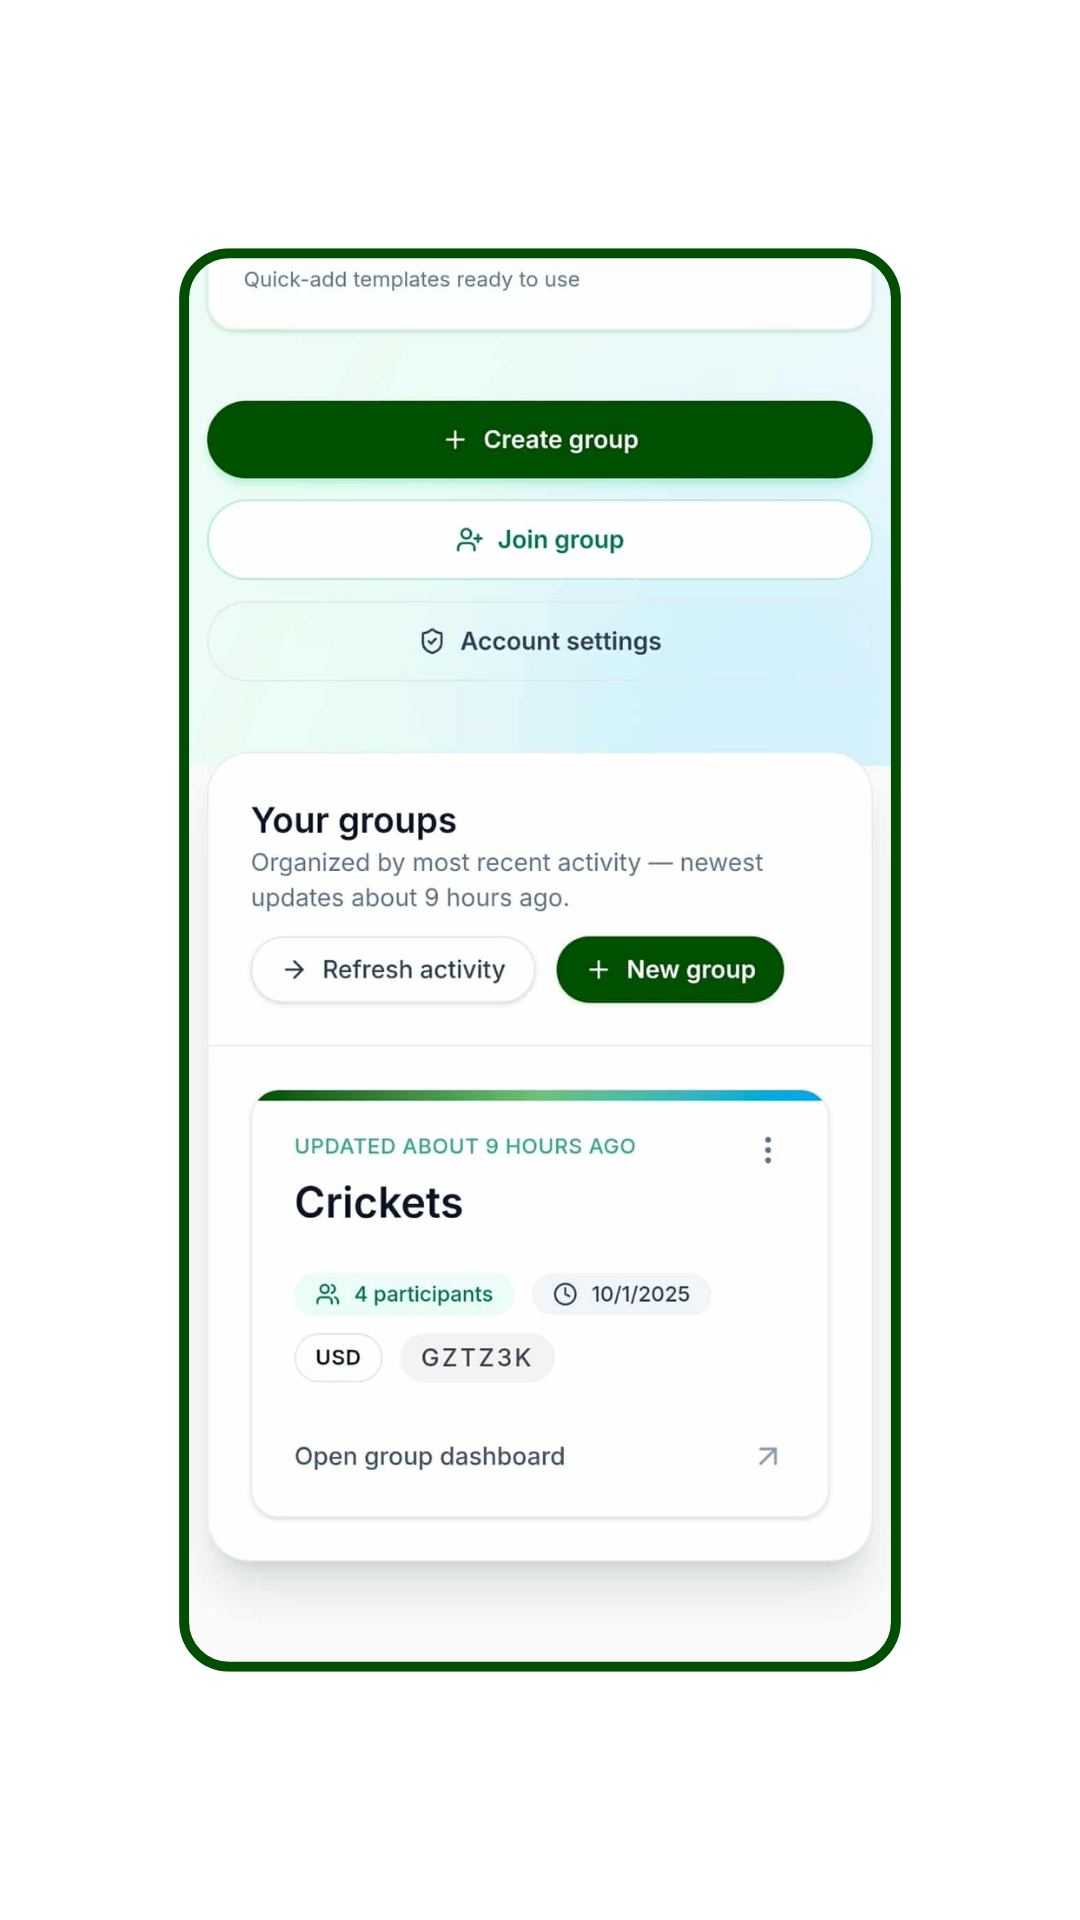 Quick-add templates ready to use
Create group
Join group
Account settings
Your groups
Organized by most recent activity — newest
updates about 9 hours ago.
Refresh activity
New group
UPDATED ABOUT 9 HOURS AGO
Crickets
4 participants
10/1/2025
USD
GZTZ3K
Open group dashboard